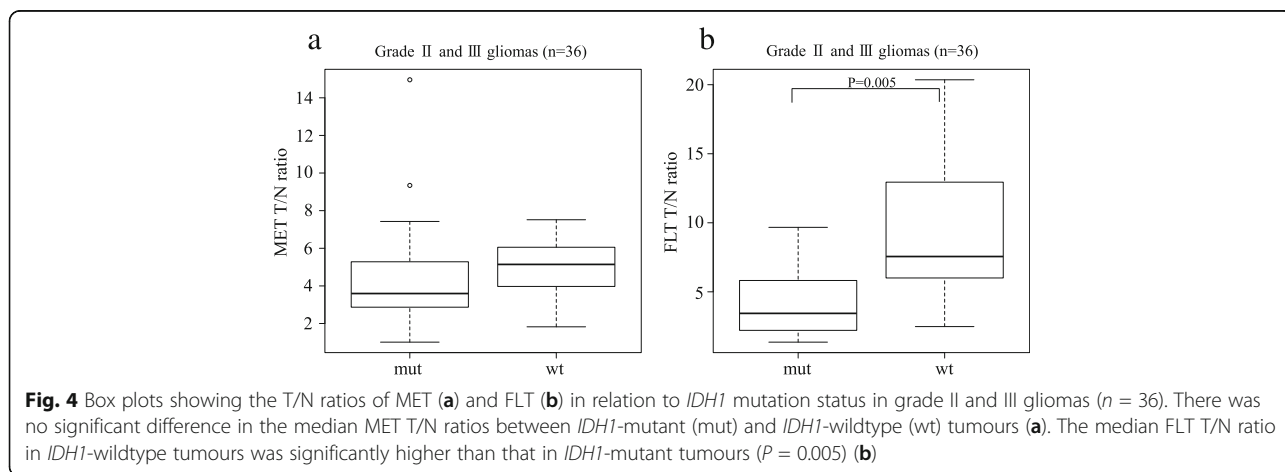 a
Grade II and III gliomas (n=36)
MET T/N ratio
14
12
10
8
6
4
2
mut
wt
b
Grade II and III gliomas (n=36)
P=0.005
FLT T/N ratio
20
15
10
5
mut
wt
Fig. 4 Box plots showing the T/N ratios of MET (a) and FLT (b) in relation to IDH1 mutation status in grade II and III gliomas (n = 36). There was
no significant difference in the median MET T/N ratios between IDH1-mutant (mut) and IDH1-wildtype (wt) tumours (a). The median FLT T/N ratio
in IDH1-wildtype tumours was significantly higher than that in IDH1-mutant tumours (P = 0.005) (b)